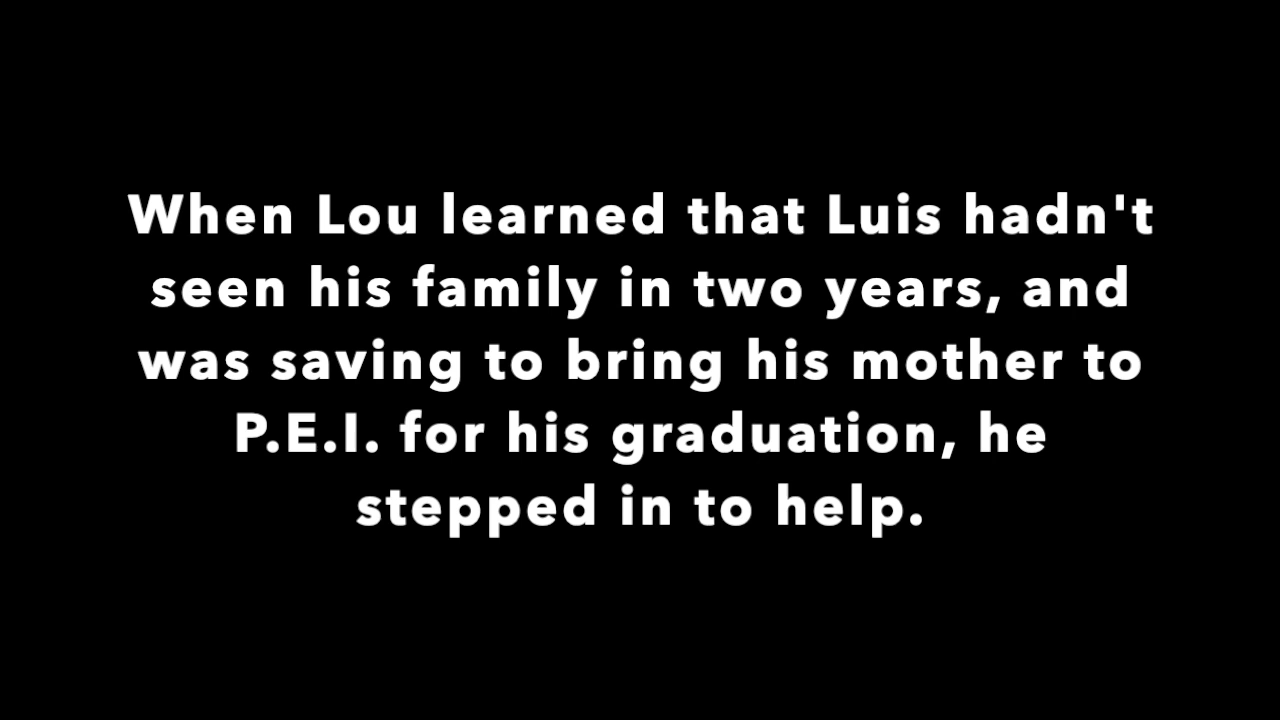 When Lou learned that Luis hadn't
seen his family in two years, and
was saving to bring his mother to
P.E.I. for his graduation, he
stepped in to help.